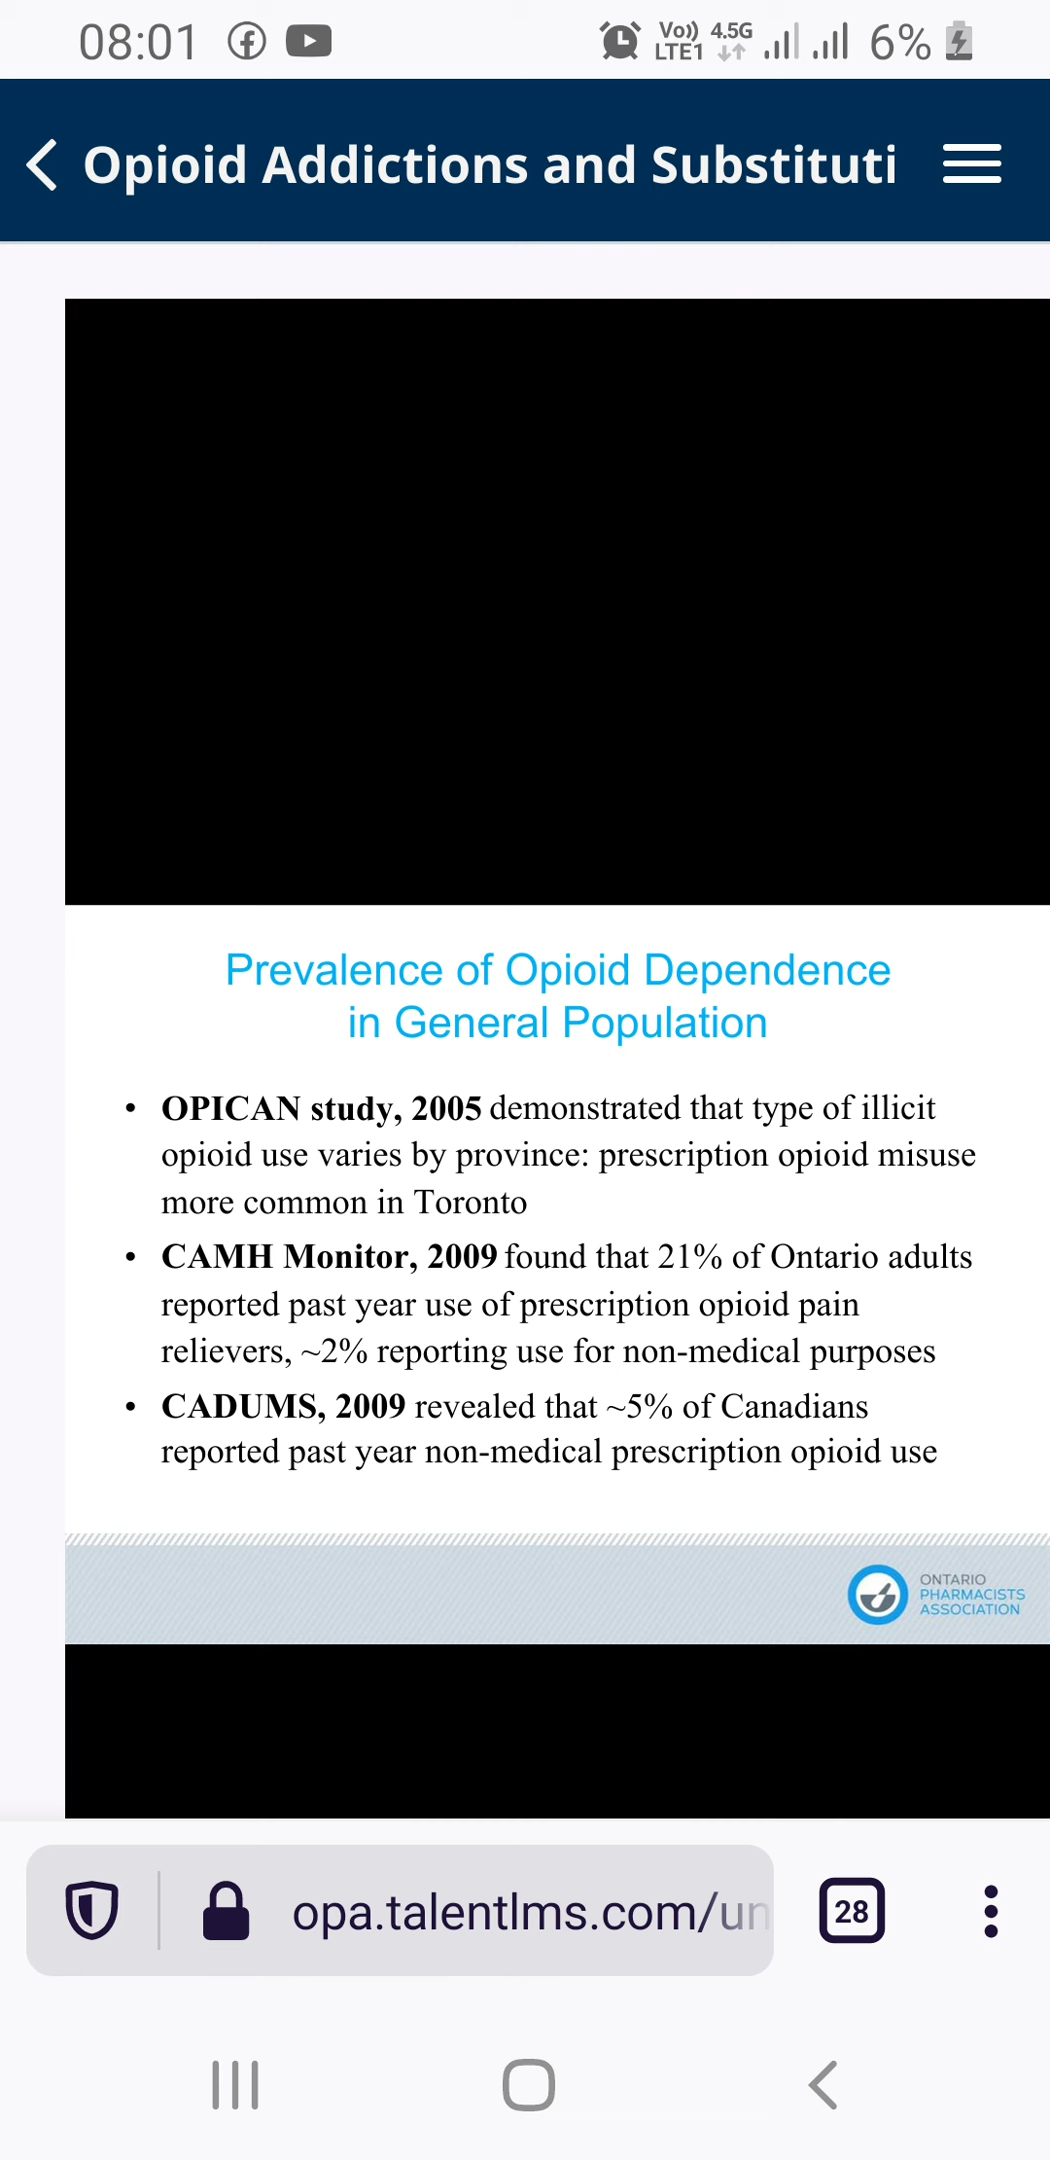 08:01 Vo)) 4.5G 6%
LTE1
Opioid Addictions and Substituti
Prevalence of Opioid Dependence
in General Population
• OPICAN study, 2005 demonstrated that type of illicit
opioid use varies by province: prescription opioid misuse
more common in Toronto
• CAMH Monitor, 2009 found that 21% of Ontario adults
reported past year use of prescription opioid pain
relievers, ~2% reporting use for non-medical purposes
• CADUMS, 2009 revealed that ~5% of Canadians
reported past year non-medical prescription opioid use
ONTARIO
PHARMACISTS
ASSOCIATION
opa.talentlms.com/un
28